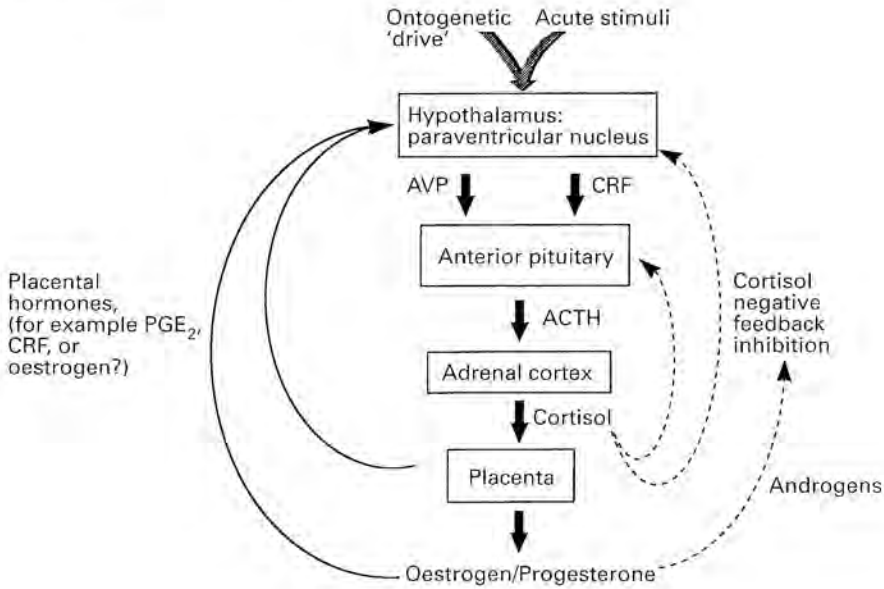 Ontogenetic
'drive'
Acute stimuli
Hypothalamus:
paraventricular nucleus
AVP
CRF
Anterior pituitary
Placental
hormones,
(for example PGE₂,
CRF, or
oestrogen?)
Cortisol
negative
feedback
inhibition
ACTH
Adrenal cortex
Cortisol
Placenta
Androgens
Oestrogen/Progesterone